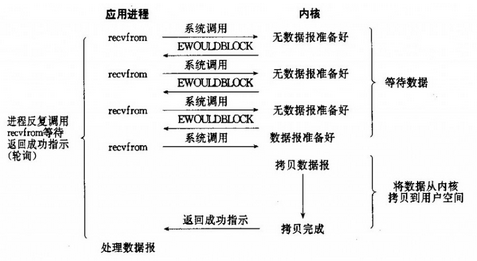 应用进程 内核
系统调用
recvfrom 无数据报准备好
EWOULDBLOCK
系统调用
recvfrom 无数据报准备好
EWOULDBLOCK
等待数据
系统调用
recvfrom 无数据报准备好
EWOULDBLOCK
进程反复调用
recvfrom等待
返回成功指示
(轮询)
系统调用
recvfrom 数据报准备好
拷贝数据报
将数据从内核
拷贝到用户空间
返回成功指示
拷贝完成
处理数据报